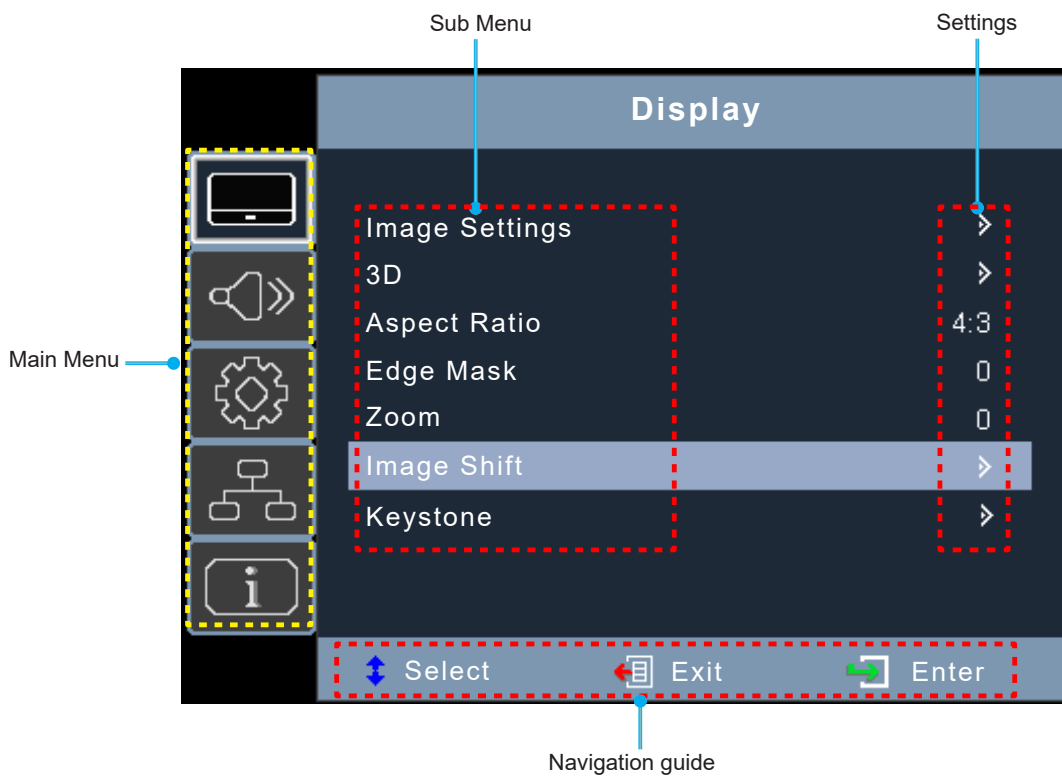 Sub Menu Settings
Display
Image Settings
3D
Aspect Ratio 4:3
Edge Mask 0
Zoom 0
Main Menu
Image Shift
Keystone
i
Select Exit Enter
Navigation guide